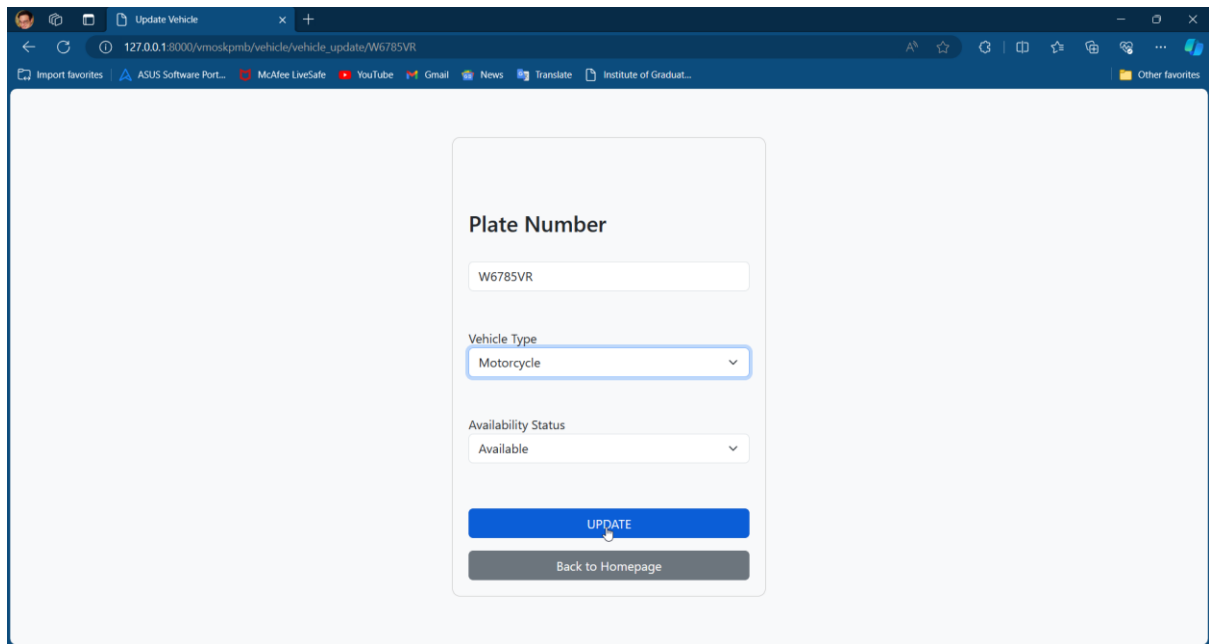 Update Vehicle
127.0.0.1:8000/vmoskpmb/vehicle/vehicle_update/W6785VR
Import favorites ASUS Software Port... McAfee LiveSafe YouTube Gmail News Translate Institute of Graduat... Other favorites
Plate Number
W6785VR
Vehicle Type
Motorcycle
Availability Status
Available
UPDATE
Back to Homepage